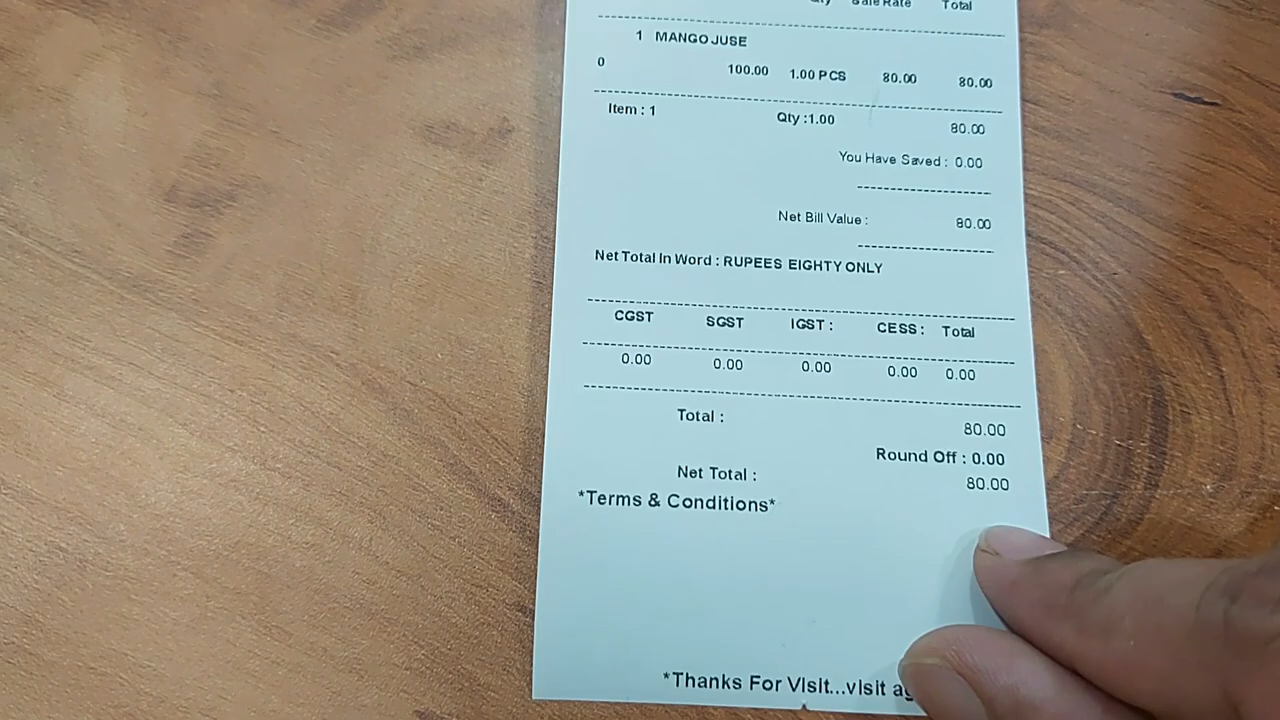 Qty Sale Rate Total
1 MANGO JUSE
0 100.00 1.00 PCS 80.00 80.00
Item : 1 Qty :1.00 80.00
You Have Saved : 0.00
Net Bill Value : 80.00
Net Total In Word : RUPEES EIGHTY ONLY
CGST SGST IGST : CESS : Total
0.00 0.00 0.00 0.00 0.00
Total : 80.00
Round Off : 0.00
Net Total : 80.00
*Terms & Conditions*
*Thanks For Visit...visit